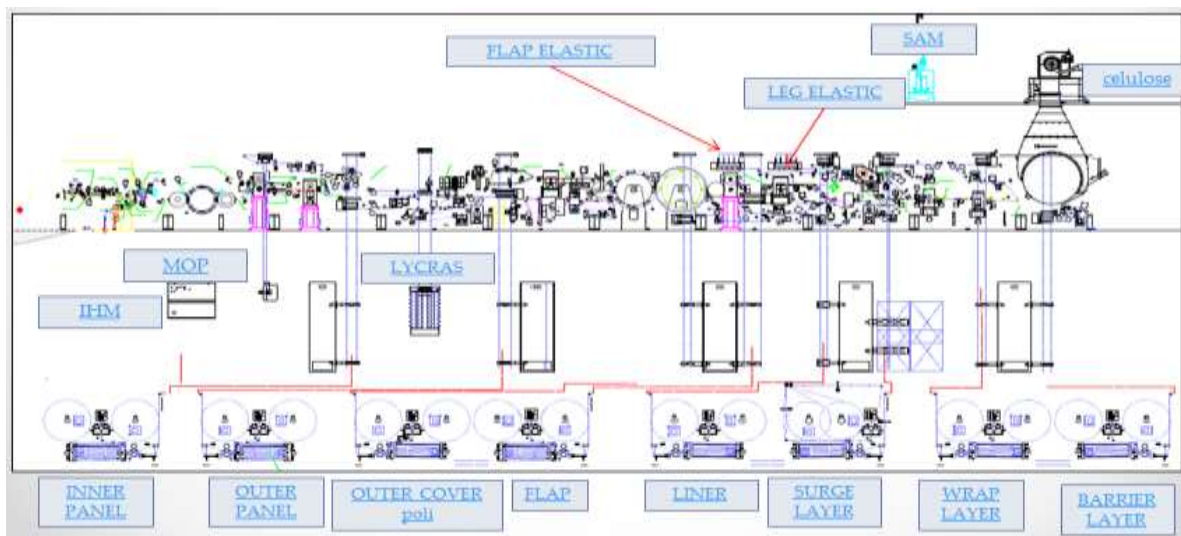 SAM
FLAP ELASTIC
celulose
LEG ELASTIC
MOP
LYCRAS
IHM
INNER
PANEL
OUTER
PANEL
OUTER COVER
poli
FLAP
LINER
SURGE
LAYER
WRAP
LAYER
BARRIER
LAYER